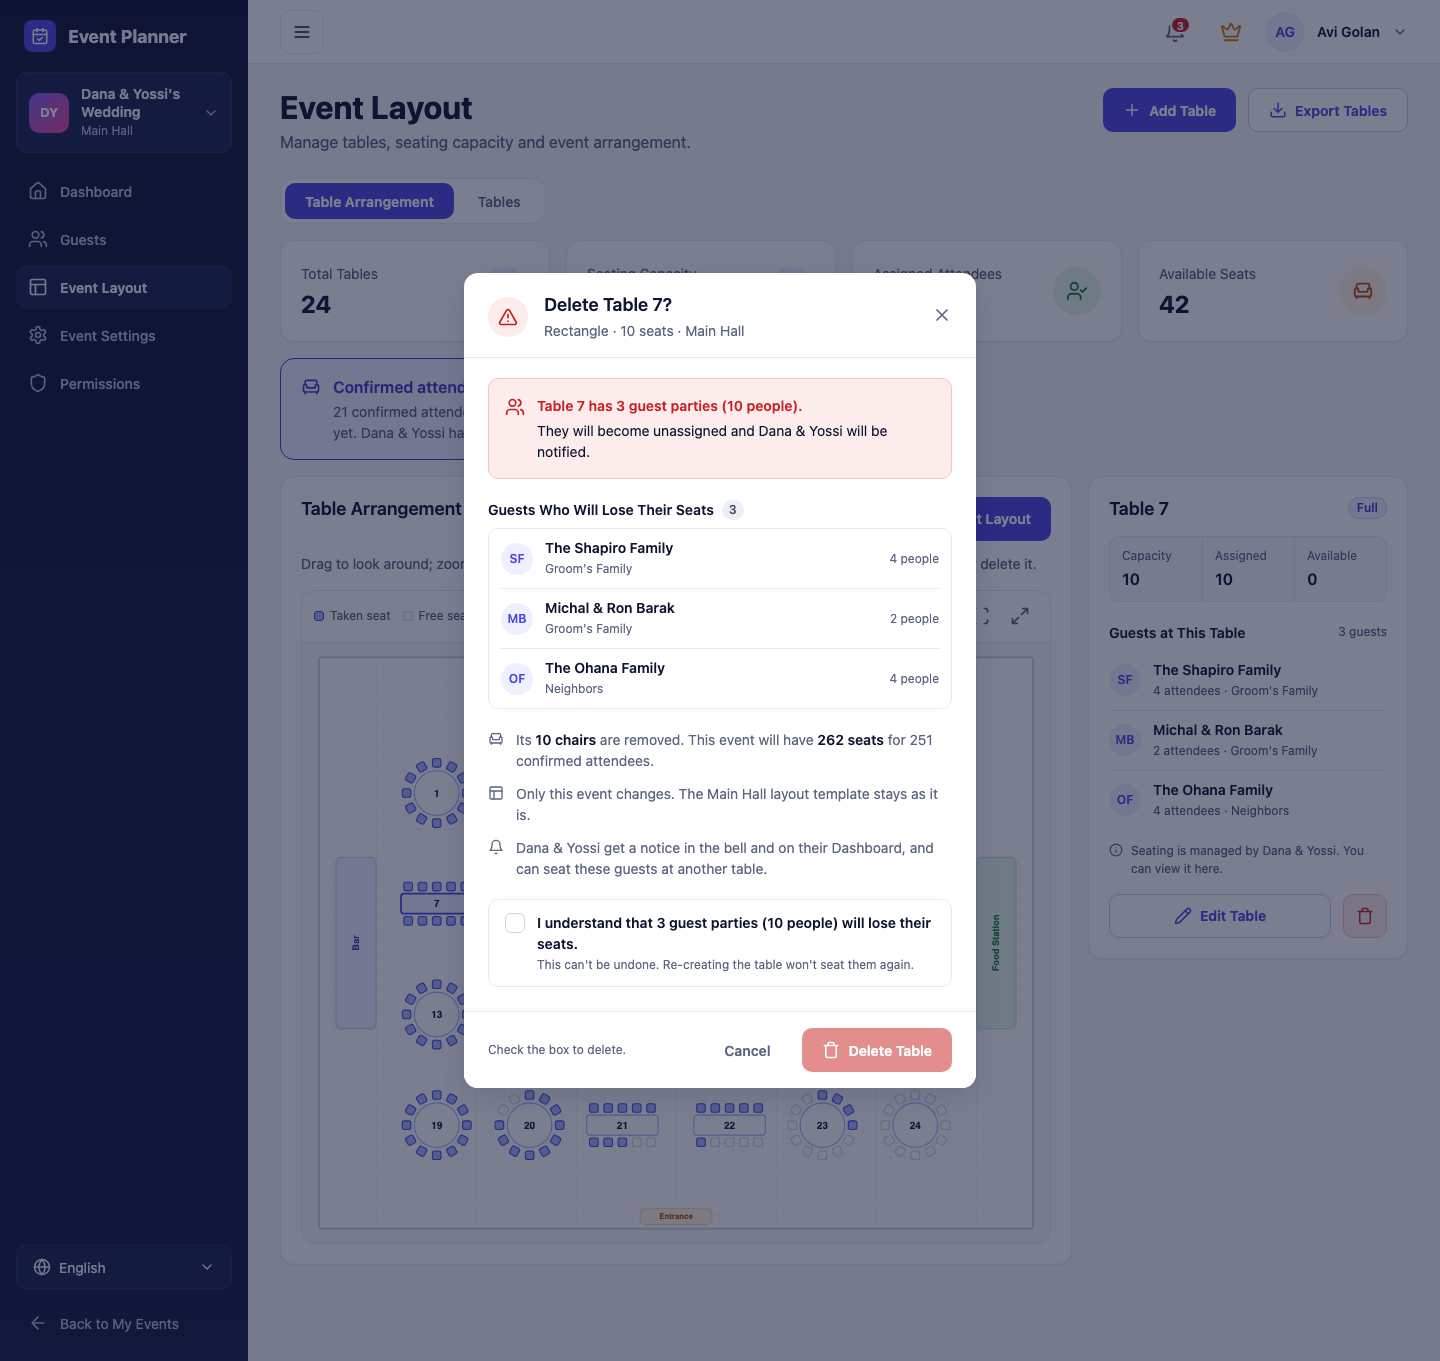 Event Planner
DY
Dana & Yossi's
Wedding
Main Hall
Dashboard
Guests
Event Layout
Event Settings
Permissions
English
Back to My Events
3
AG
Avi Golan
Event Layout
Manage tables, seating capacity and event arrangement.
Add Table
Export Tables
Table Arrangement
Tables
Total Tables
24
Seating Capacity
Assigned Attendees
Available Seats
42
Confirmed attend
21 confirmed attende
yet. Dana & Yossi ha
Table Arrangement
t Layout
Drag to look around; zoo
delete it.
Taken seat
Free sea
1
7
13
19
20
21
22
23
24
Bar
Food Station
Entrance
Table 7
Full
Capacity
10
Assigned
10
Available
0
Guests at This Table
3 guests
SF
The Shapiro Family
4 attendees · Groom's Family
MB
Michal & Ron Barak
2 attendees · Groom's Family
OF
The Ohana Family
4 attendees · Neighbors
Seating is managed by Dana & Yossi. You
can view it here.
Edit Table
Delete Table 7?
Rectangle · 10 seats · Main Hall
Table 7 has 3 guest parties (10 people).
They will become unassigned and Dana & Yossi will be
notified.
Guests Who Will Lose Their Seats 3
SF
The Shapiro Family
Groom's Family
4 people
MB
Michal & Ron Barak
Groom's Family
2 people
OF
The Ohana Family
Neighbors
4 people
Its 10 chairs are removed. This event will have 262 seats for 251
confirmed attendees.
Only this event changes. The Main Hall layout template stays as it
is.
Dana & Yossi get a notice in the bell and on their Dashboard, and
can seat these guests at another table.
I understand that 3 guest parties (10 people) will lose their
seats.
This can't be undone. Re-creating the table won't seat them again.
Check the box to delete.
Cancel
Delete Table